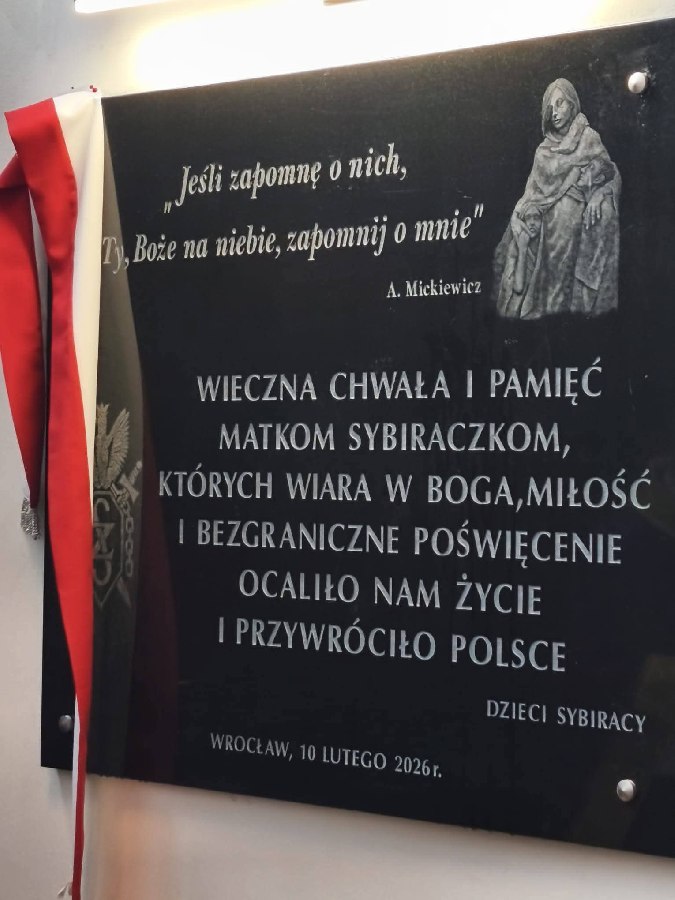 „Jeśli zapomnę o nich,
Ty, Boże na niebie, zapomnij o mnie"
A. Mickiewicz
WIECZNA CHWAŁA I PAMIĘĆ
MATKOM SYBIRACZKOM,
KTÓRYCH WIARA W BOGA,MIŁOŚĆ
I BEZGRANICZNE POŚWIĘCENIE
OCALIŁO NAM ŻYCIE
I PRZYWRÓCIŁO POLSCE
DZIECI SYBIRACY
WROCŁAW, 10 LUTEGO 2026r.